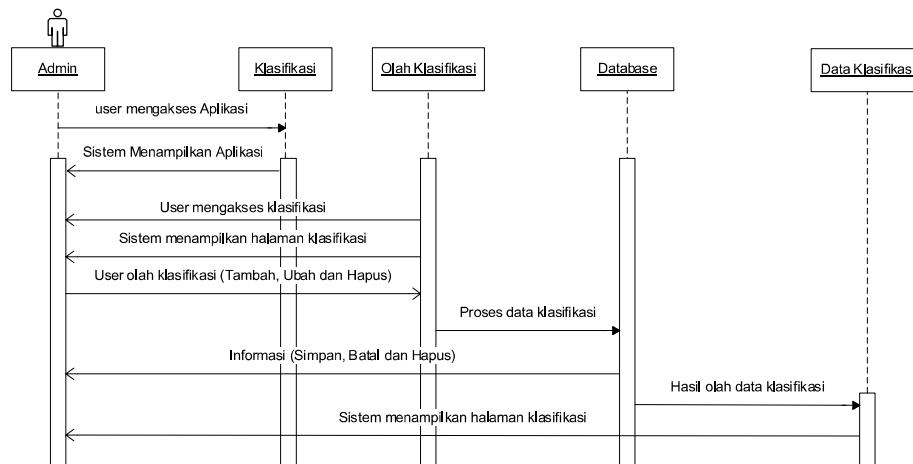 Admin
Klasifikasi
Olah Klasifikasi
Database
Data Klasifikas
user mengakses Aplikasi
Sistem Menampilkan Aplikasi
User mengakses klasifikasi
Sistem menampilkan halaman klasifikasi
User olah klasifikasi (Tambah, Ubah dan Hapus)
Proses data klasifikasi
Informasi (Simpan, Batal dan Hapus)
Hasil olah data klasifikasi
Sistem menampilkan halaman klasifikasi